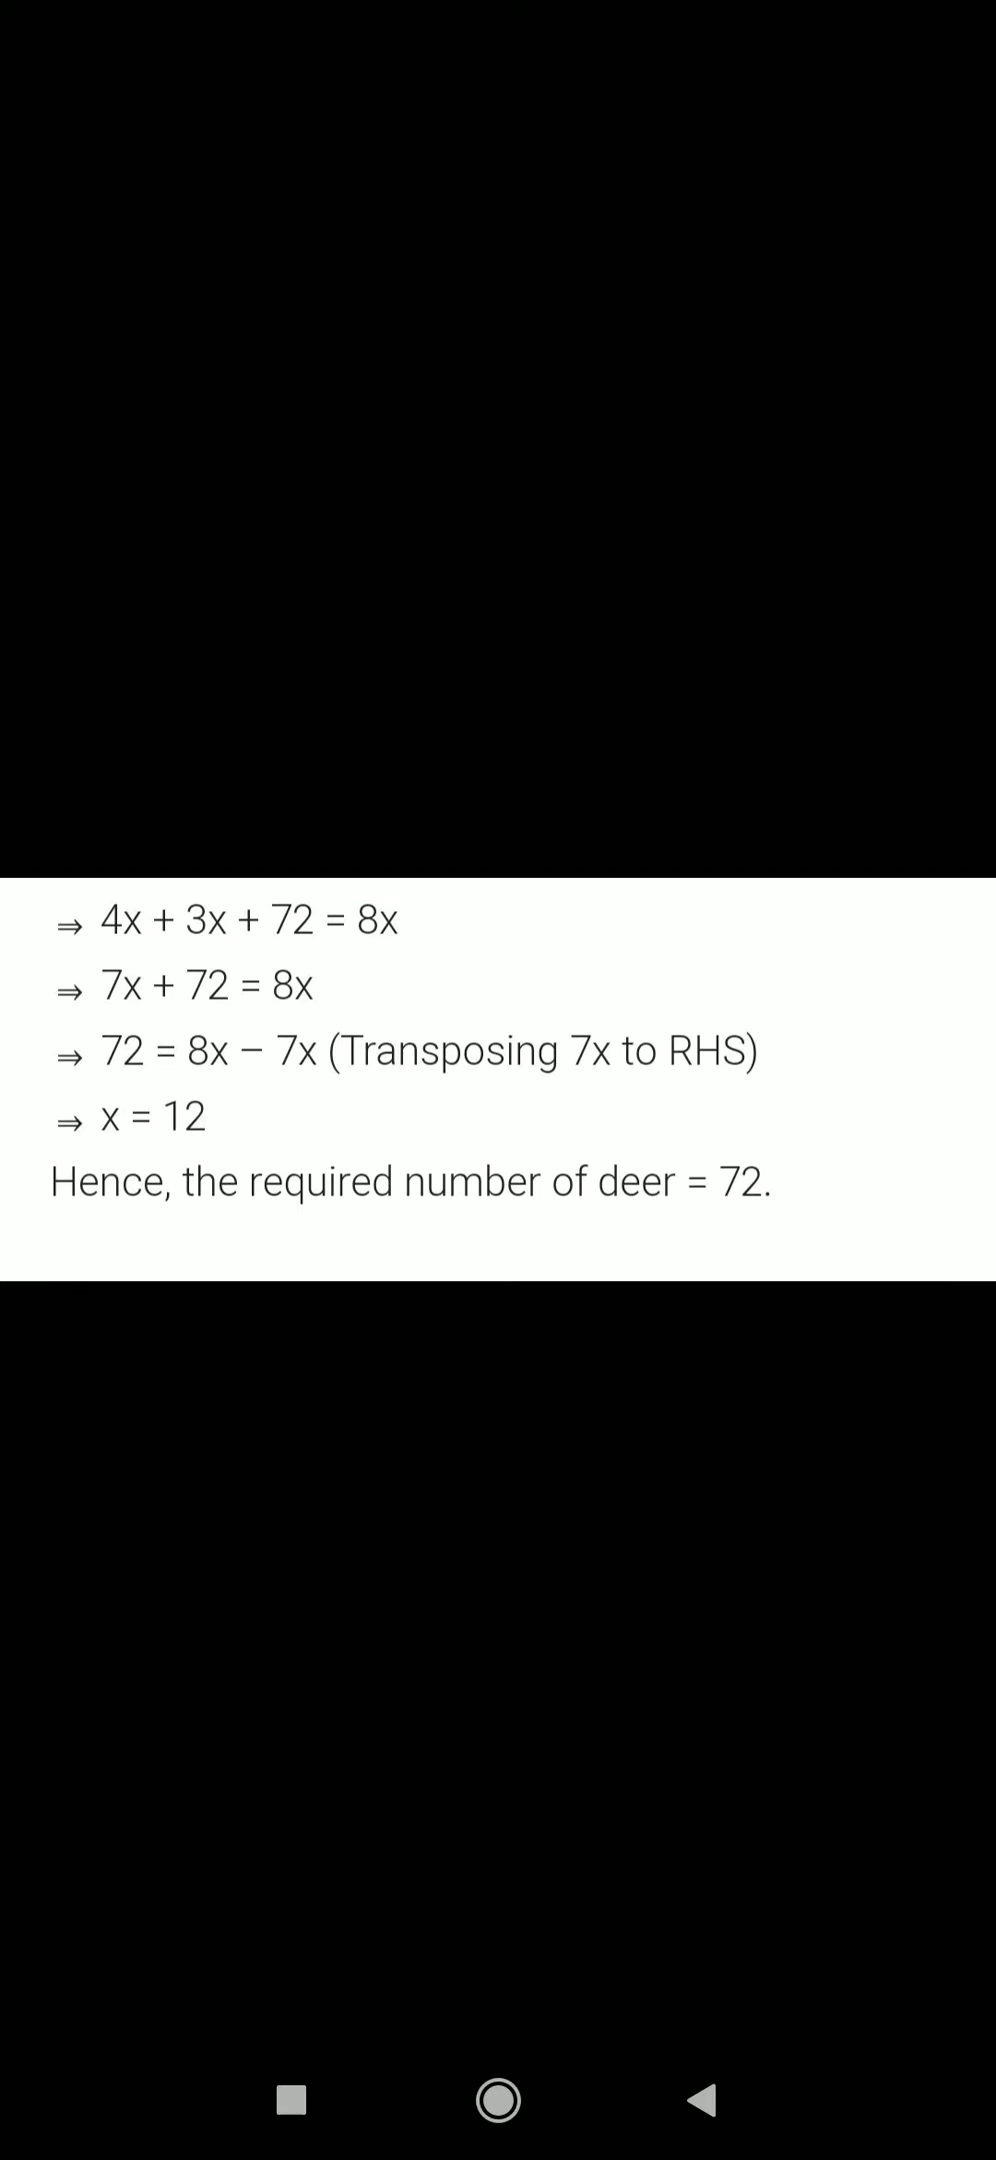 ⇒ 4x + 3x + 72 = 8x
⇒ 7x + 72 = 8x
⇒ 72 = 8x – 7x (Transposing 7x to RHS)
⇒ x = 12
Hence, the required number of deer = 72.